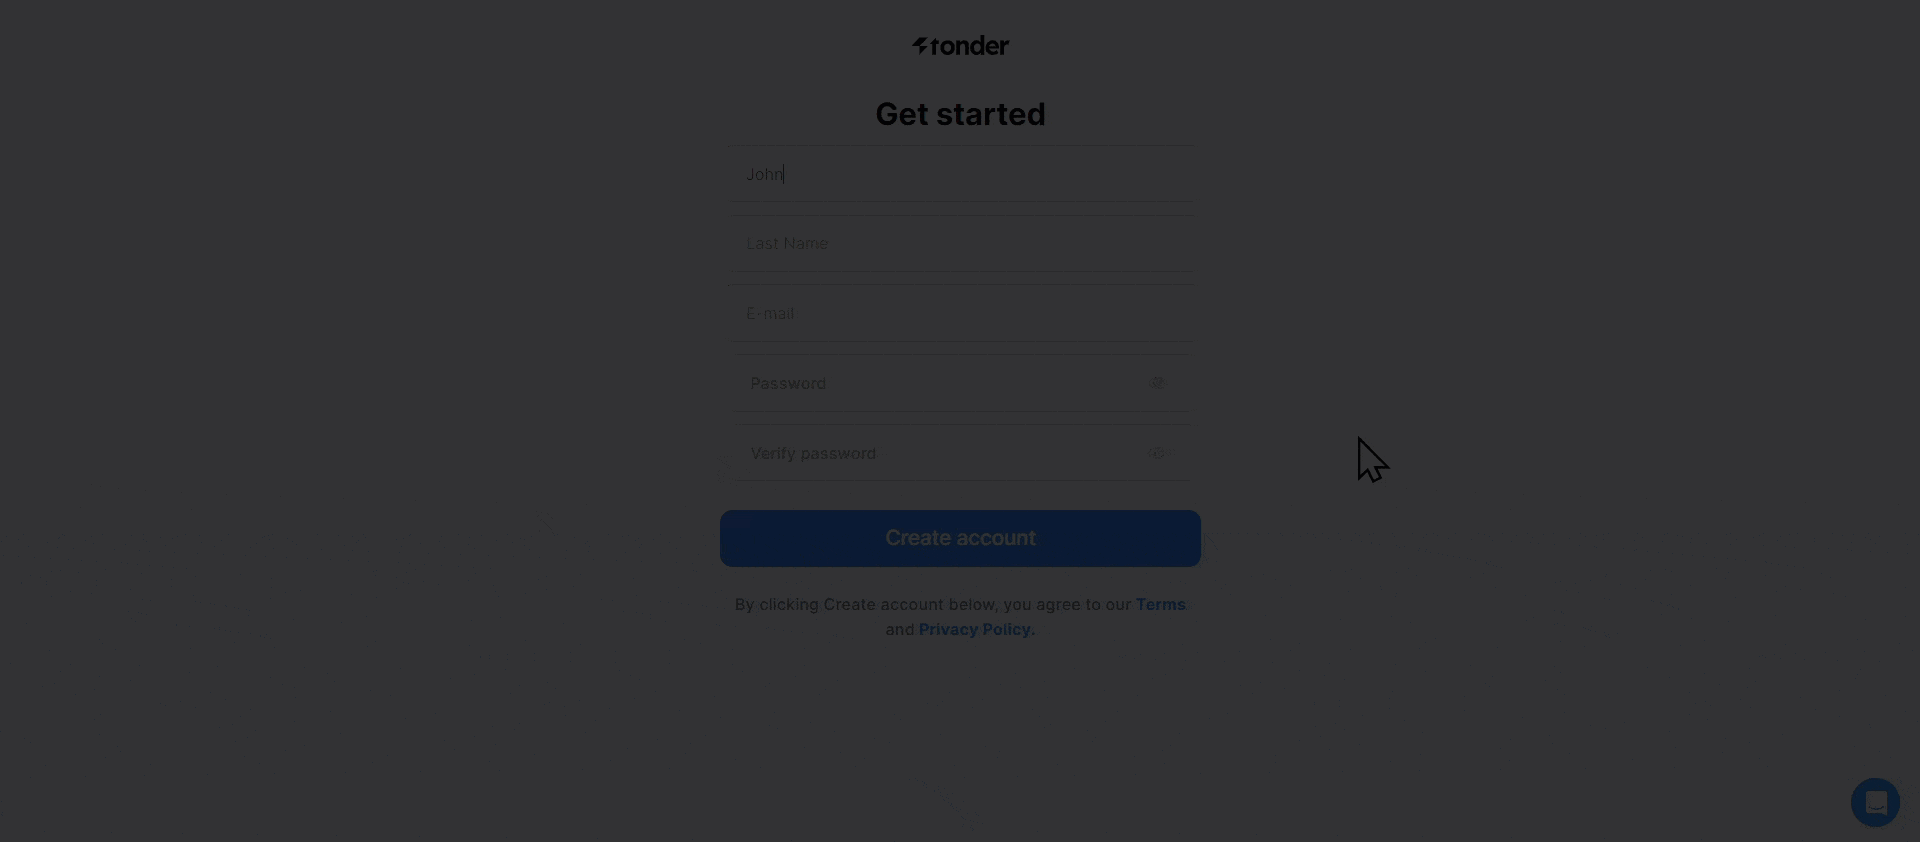 tonder
Get started
John
Last Name
E-mail
Password
Verify password
Create account
By clicking Create account below, you agree to our Terms
and Privacy Policy.